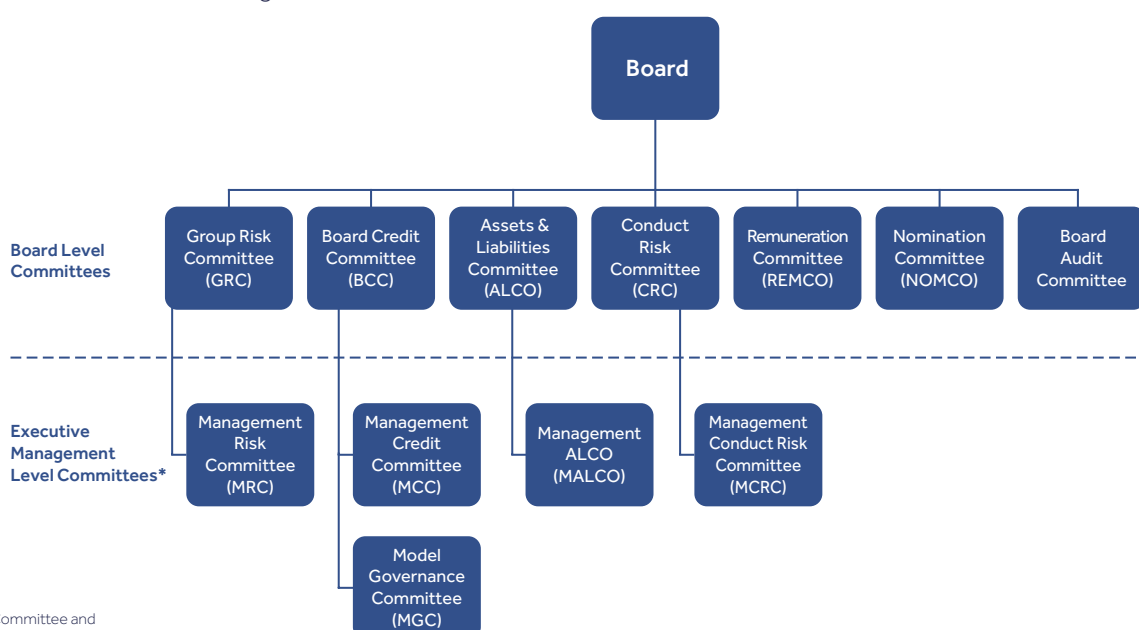 Board
Board Level
Committees
Group Risk
Committee
(GRC)
Board Credit
Committee
(BCC)
Assets &
Liabilities
Committee
(ALCO)
Conduct
Risk
Committee
(CRC)
Remuneration
Committee
(REMCO)
Nomination
Committee
(NOMCO)
Board
Audit
Committee
Executive
Management
Level Committees*
Management
Risk
Committee
(MRC)
Management
Credit
Committee
(MCC)
Management
ALCO
(MALCO)
Management
Conduct Risk
Committee
(MCRC)
Model
Governance
Committee
(MGC)
ommittee and